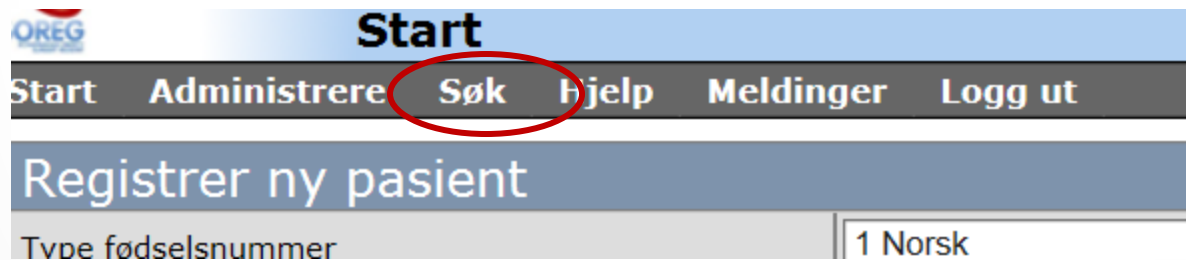 OREG
Start
Start Administrere Søk Hjelp Meldinger Logg ut
Registrer ny pasient
Type fødselsnummer 1 Norsk